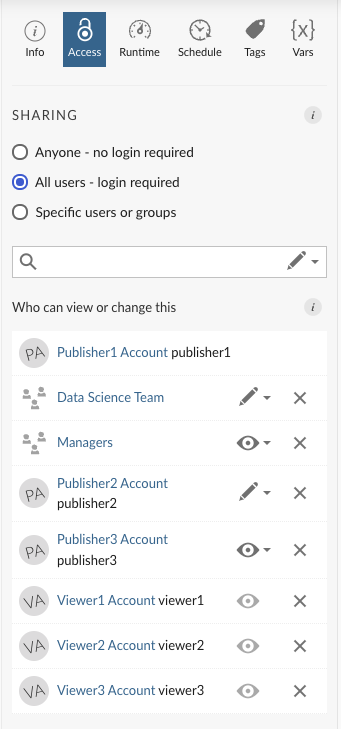 Info Access Runtime Schedule Tags Vars
SHARING
Anyone - no login required
All users - login required
Specific users or groups
Who can view or change this
PA Publisher1 Account publisher1
Data Science Team
Managers
PA Publisher2 Account
publisher2
PA Publisher3 Account
publisher3
VA Viewer1 Account viewer1
VA Viewer2 Account viewer2
VA Viewer3 Account viewer3